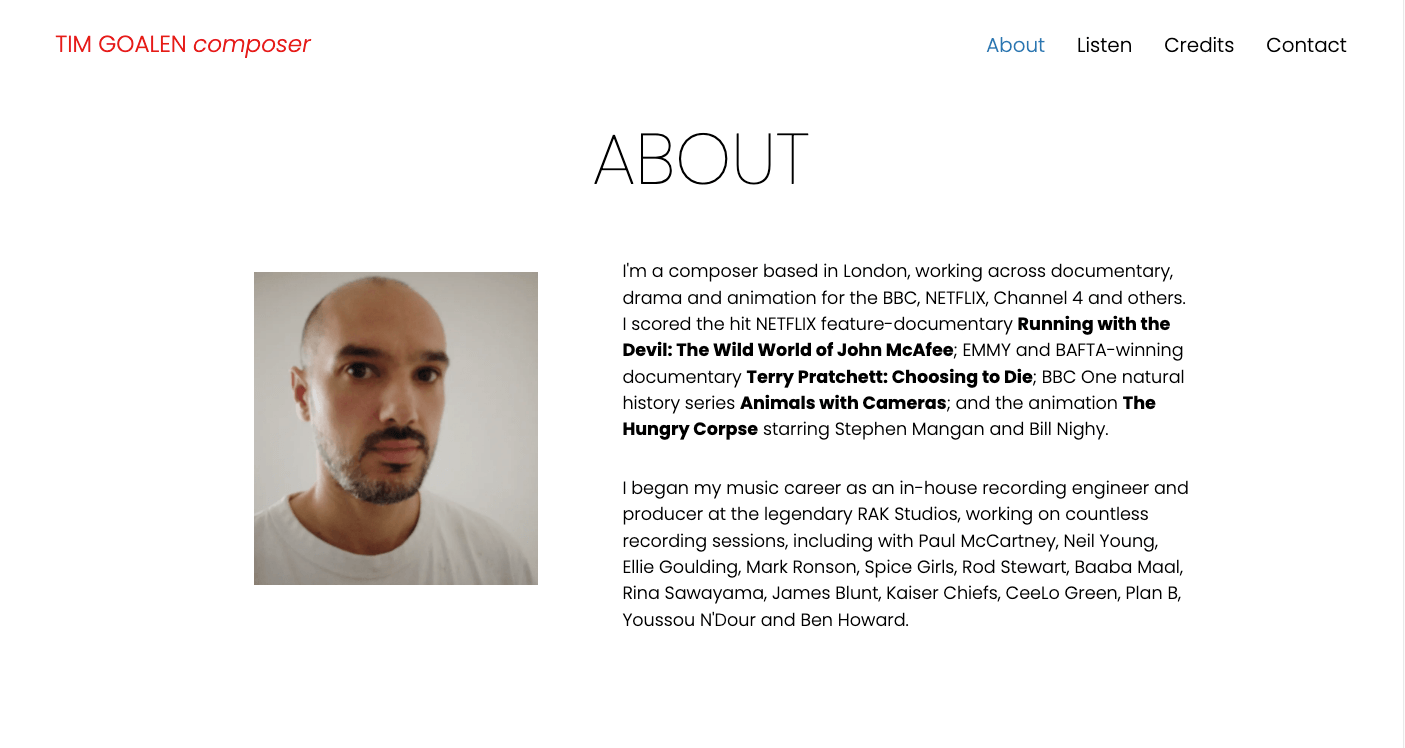 TIM GOALEN composer
About Listen Credits Contact
ABOUT
I'm a composer based in London, working across documentary,
drama and animation for the BBC, NETFLIX, Channel 4 and others.
I scored the hit NETFLIX feature-documentary Running with the
Devil: The Wild World of John McAfee; EMMY and BAFTA-winning
documentary Terry Pratchett: Choosing to Die; BBC One natural
history series Animals with Cameras; and the animation The
Hungry Corpse starring Stephen Mangan and Bill Nighy.
I began my music career as an in-house recording engineer and
producer at the legendary RAK Studios, working on countless
recording sessions, including with Paul McCartney, Neil Young,
Ellie Goulding, Mark Ronson, Spice Girls, Rod Stewart, Baaba Maal,
Rina Sawayama, James Blunt, Kaiser Chiefs, CeeLo Green, Plan B,
Youssou N'Dour and Ben Howard.